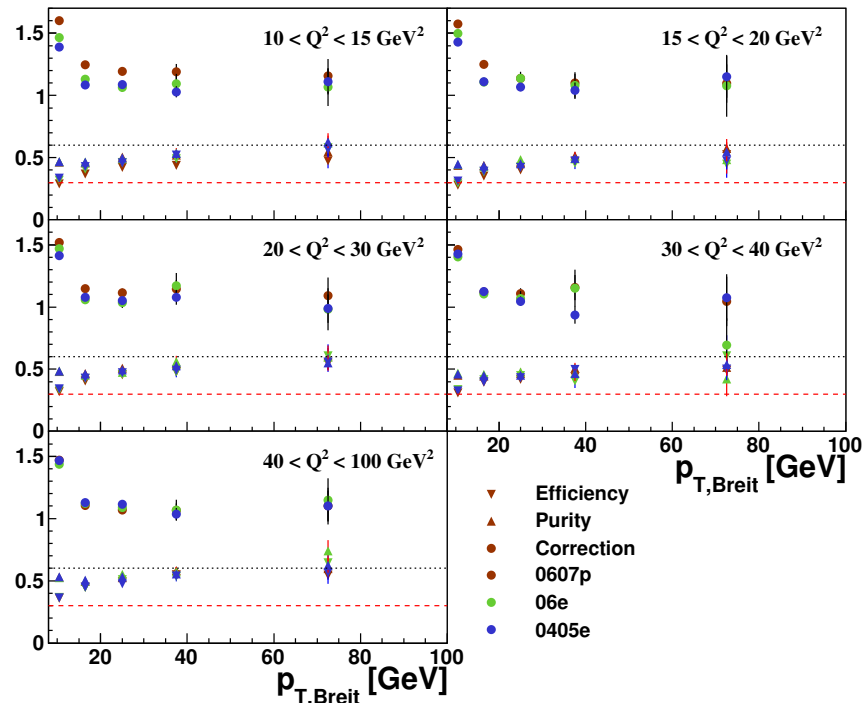 10 < Q² < 15 GeV²
15 < Q² < 20 GeV²
1.5
1
0.5
0
20 < Q² < 30 GeV²
30 < Q² < 40 GeV²
1.5
1
0.5
0
40 < Q² < 100 GeV²
20 40 60 80 100
p_T,Breit [GeV]
1.5
1
0.5
0
Efficiency
Purity
Correction
0607p
06e
0405e
20 40 60 80 100
p_T,Breit [GeV]